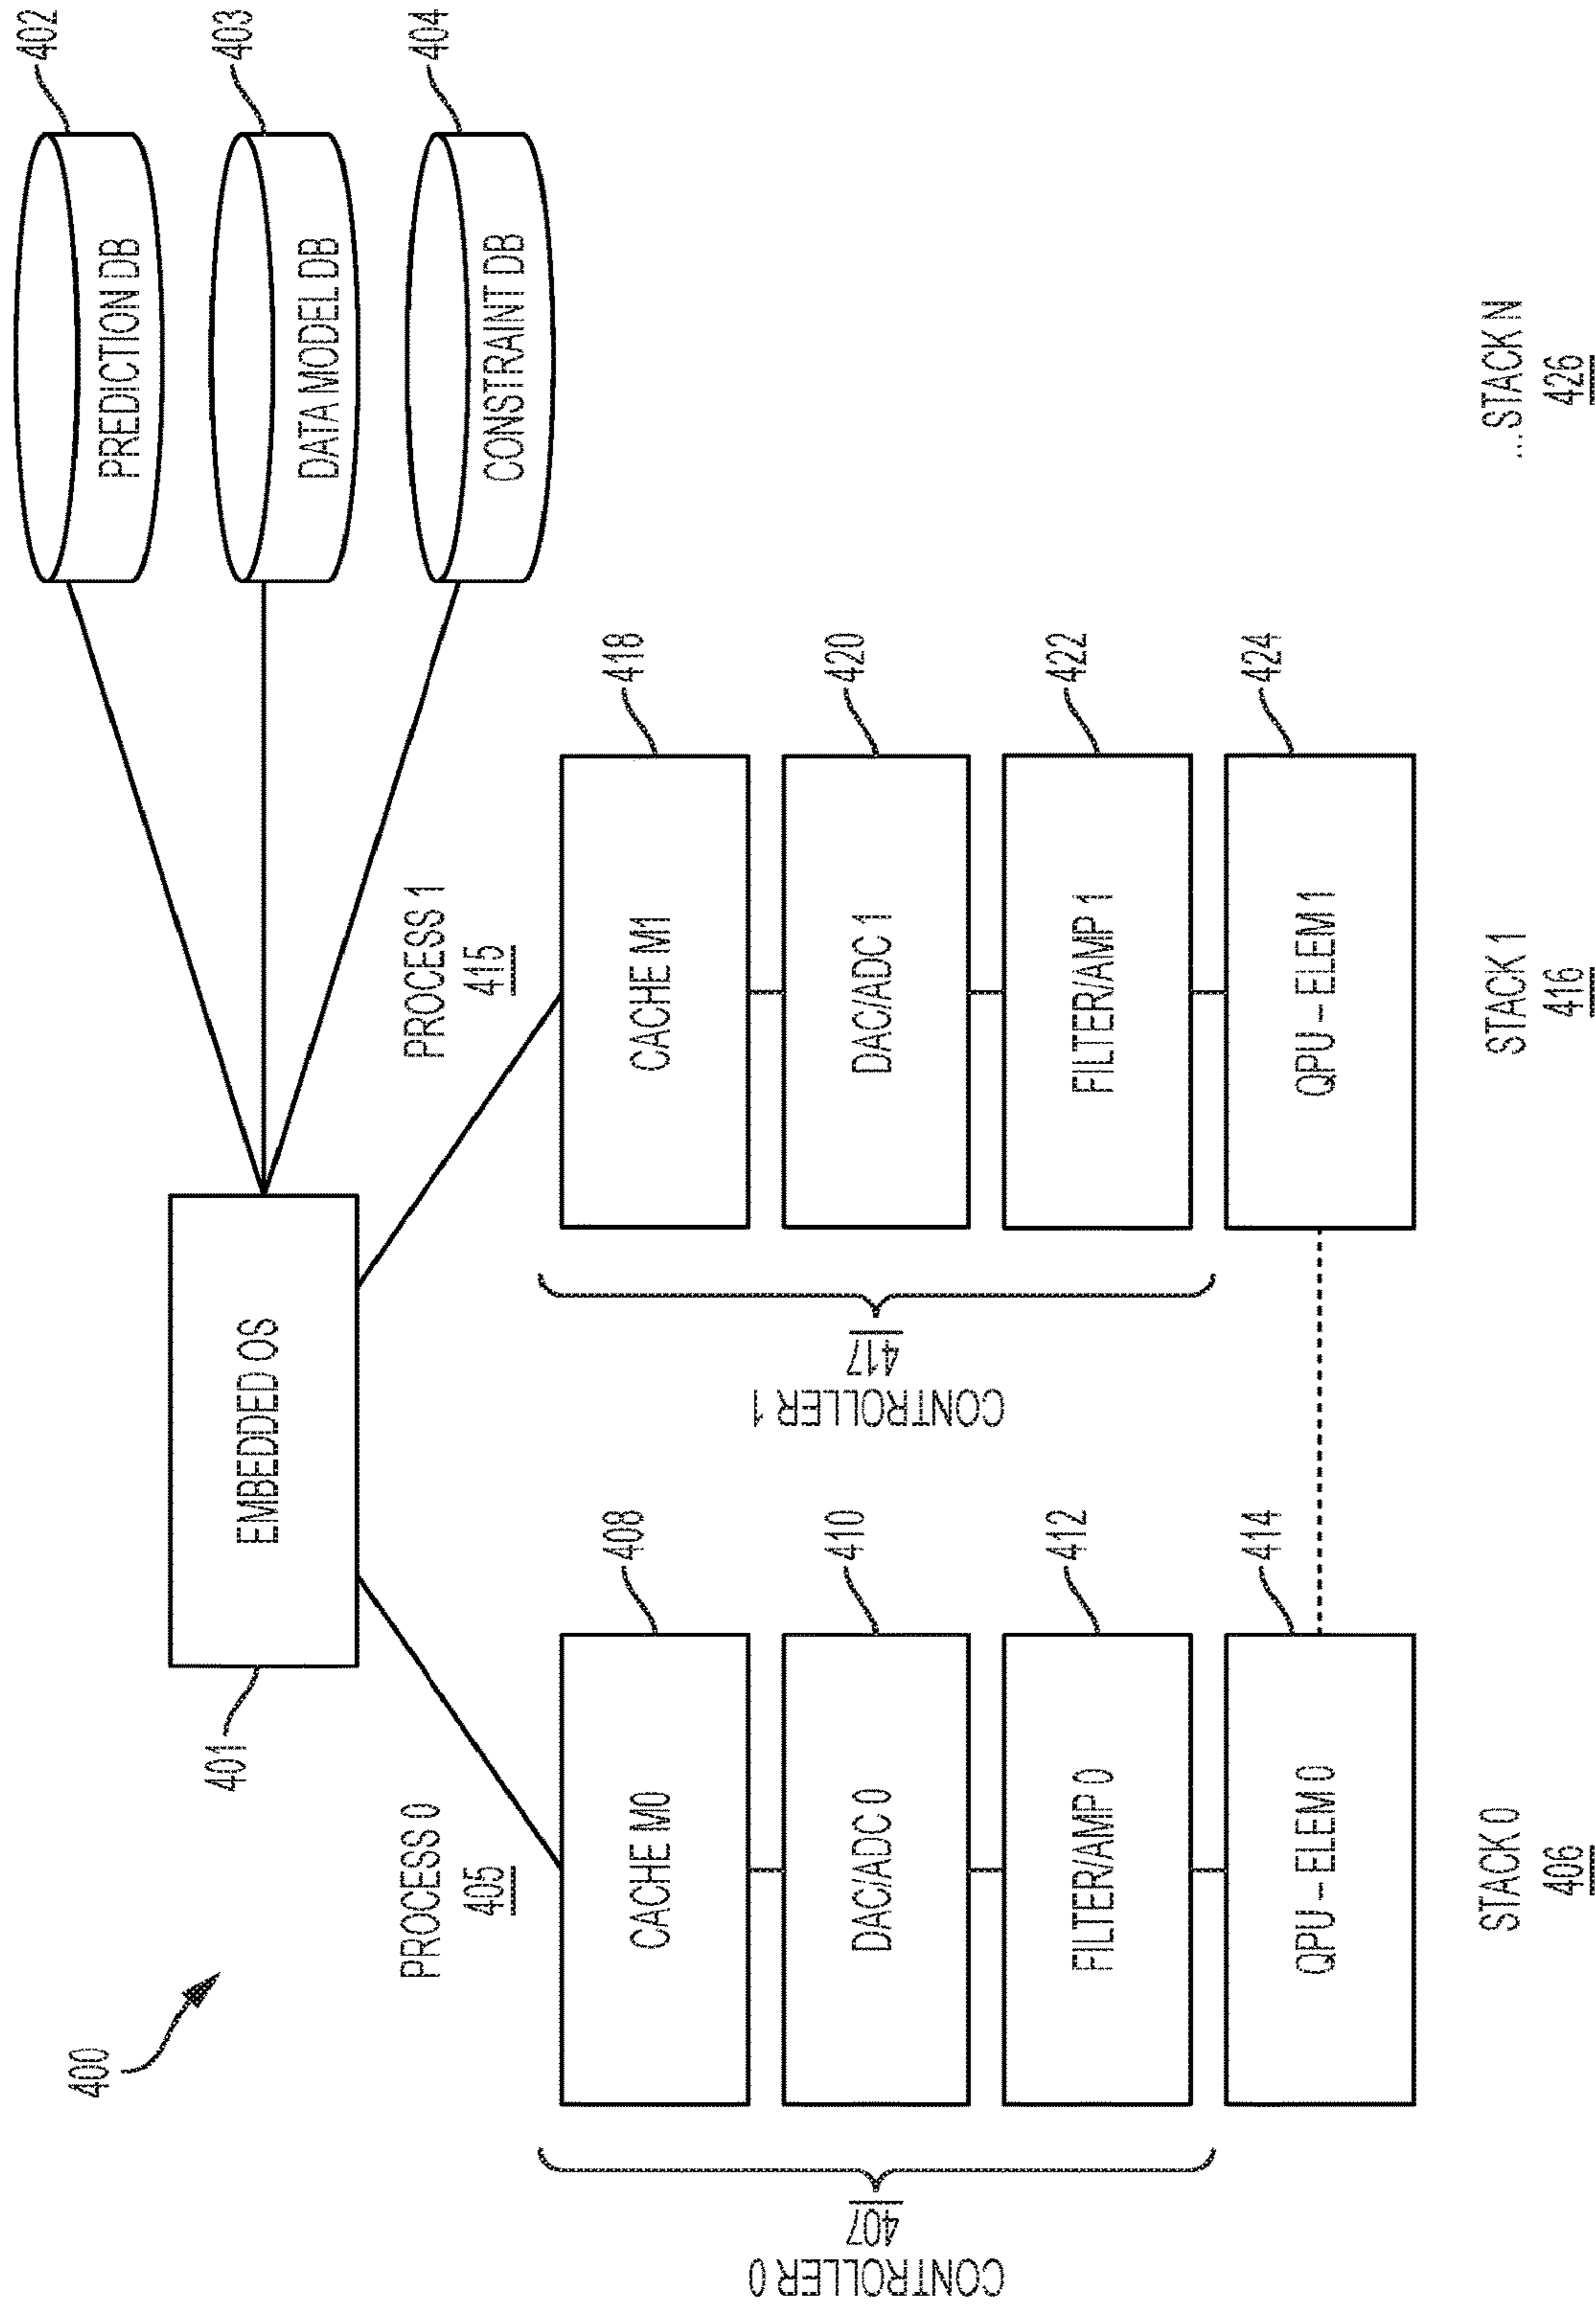 400
401
EMBEDDED OS
402
PREDICTION DB
403
DATA MODEL DB
404
CONSTRAINT DB
PROCESS 0
405
PROCESS 1
415
CONTROLLER 0
407
CACHE M0
408
DAC/ADC 0
410
FILTER/AMP 0
412
QPU – ELEM 0
414
STACK 0
406
CONTROLLER 1
417
CACHE M1
418
DAC/ADC 1
420
FILTER/AMP 1
422
QPU – ELEM 1
424
STACK 1
416
...STACK N
426